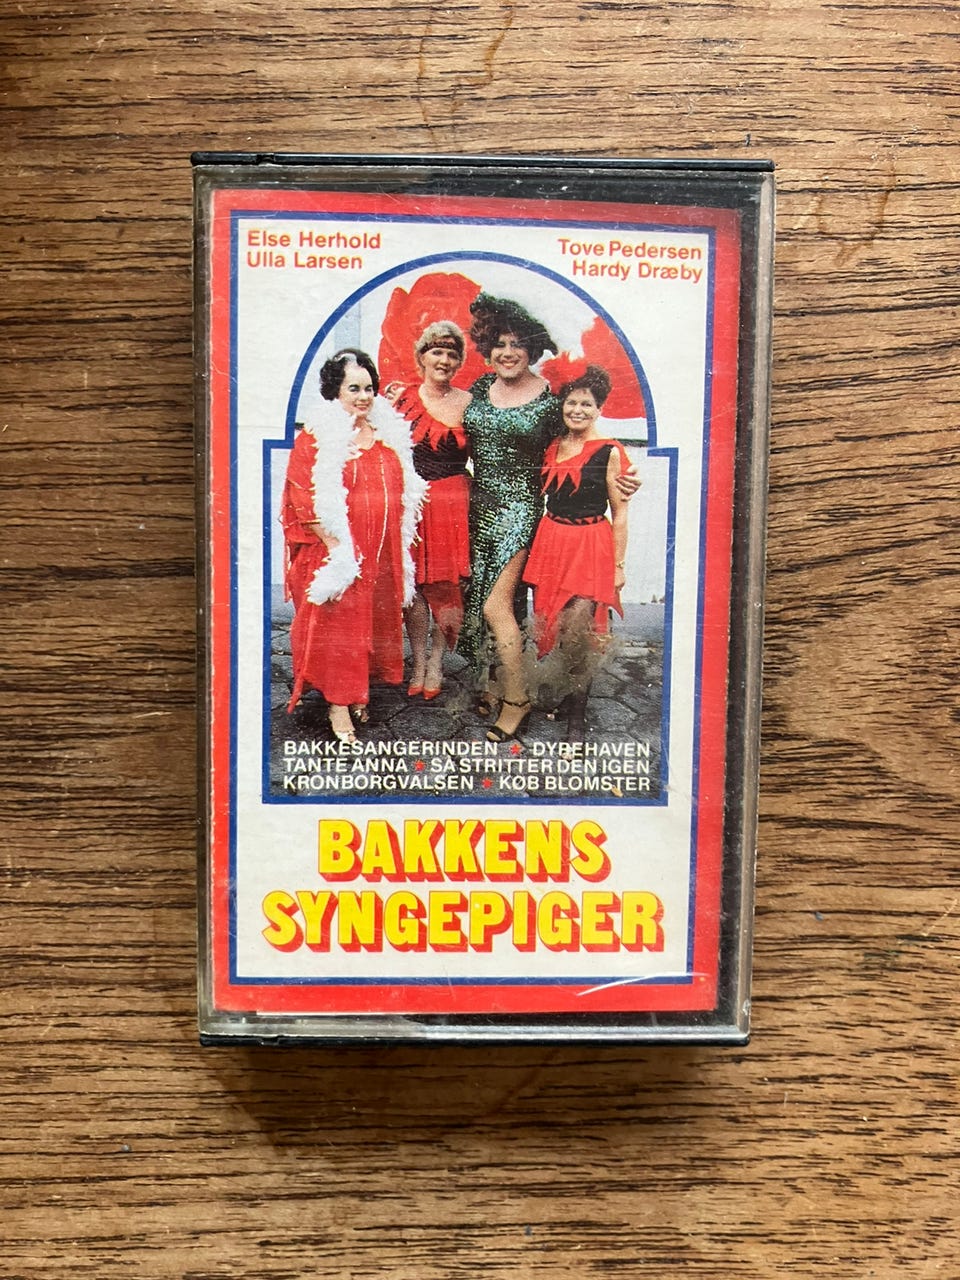 Else Herhold
Ulla Larsen
Tove Pedersen
Hardy Dræby
BAKKESANGERINDEN ★ DYREHAVEN
TANTE ANNA ★ SÅ STRITTER DEN IGEN
KRONBORGVALSEN ★ KØB BLOMSTER
BAKKENS
SYNGEPIGER